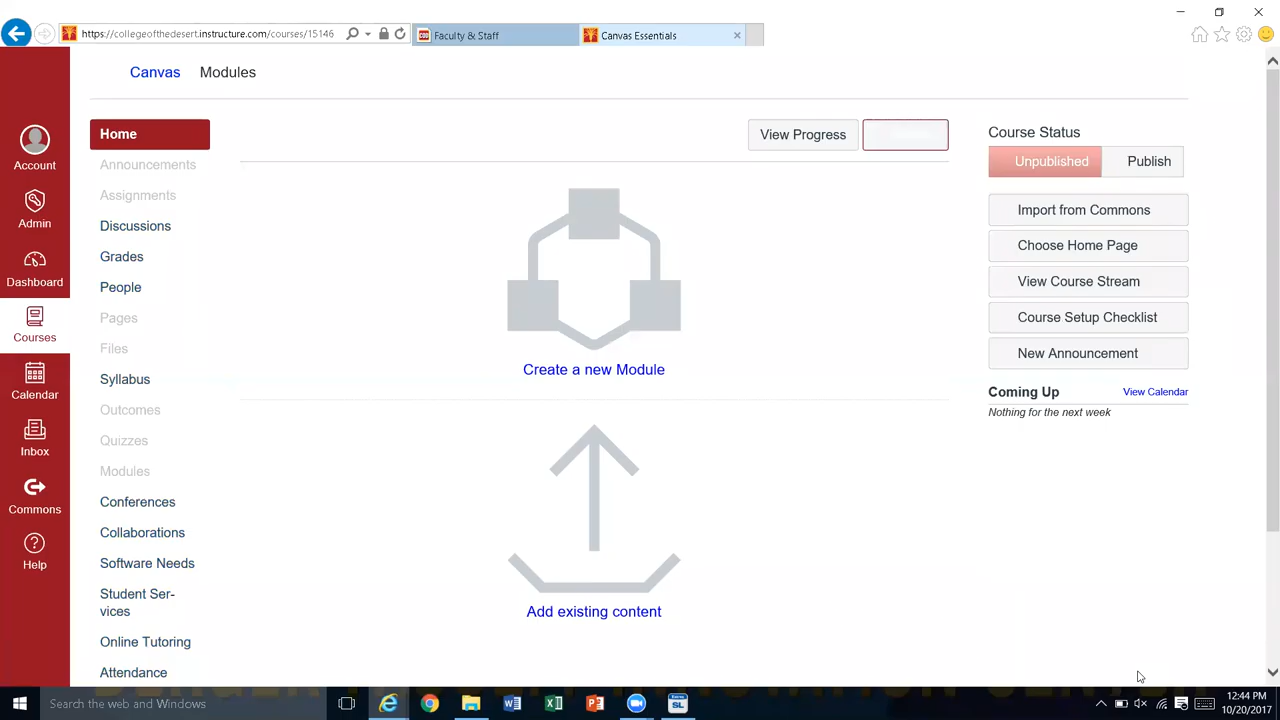 https://collegeofthedesert.instructure.com/courses/15146
Faculty & Staff
Canvas Essentials
Canvas Modules
Account
Admin
Dashboard
Courses
Calendar
Inbox
Commons
Help
Home
Announcements
Assignments
Discussions
Grades
People
Pages
Files
Syllabus
Outcomes
Quizzes
Modules
Conferences
Collaborations
Software Needs
Student Ser-
vices
Online Tutoring
Attendance
View Progress
Create a new Module
Add existing content
Course Status
Unpublished Publish
Import from Commons
Choose Home Page
View Course Stream
Course Setup Checklist
New Announcement
Coming Up View Calendar
Nothing for the next week
Search the web and Windows
12:44 PM
10/20/2017